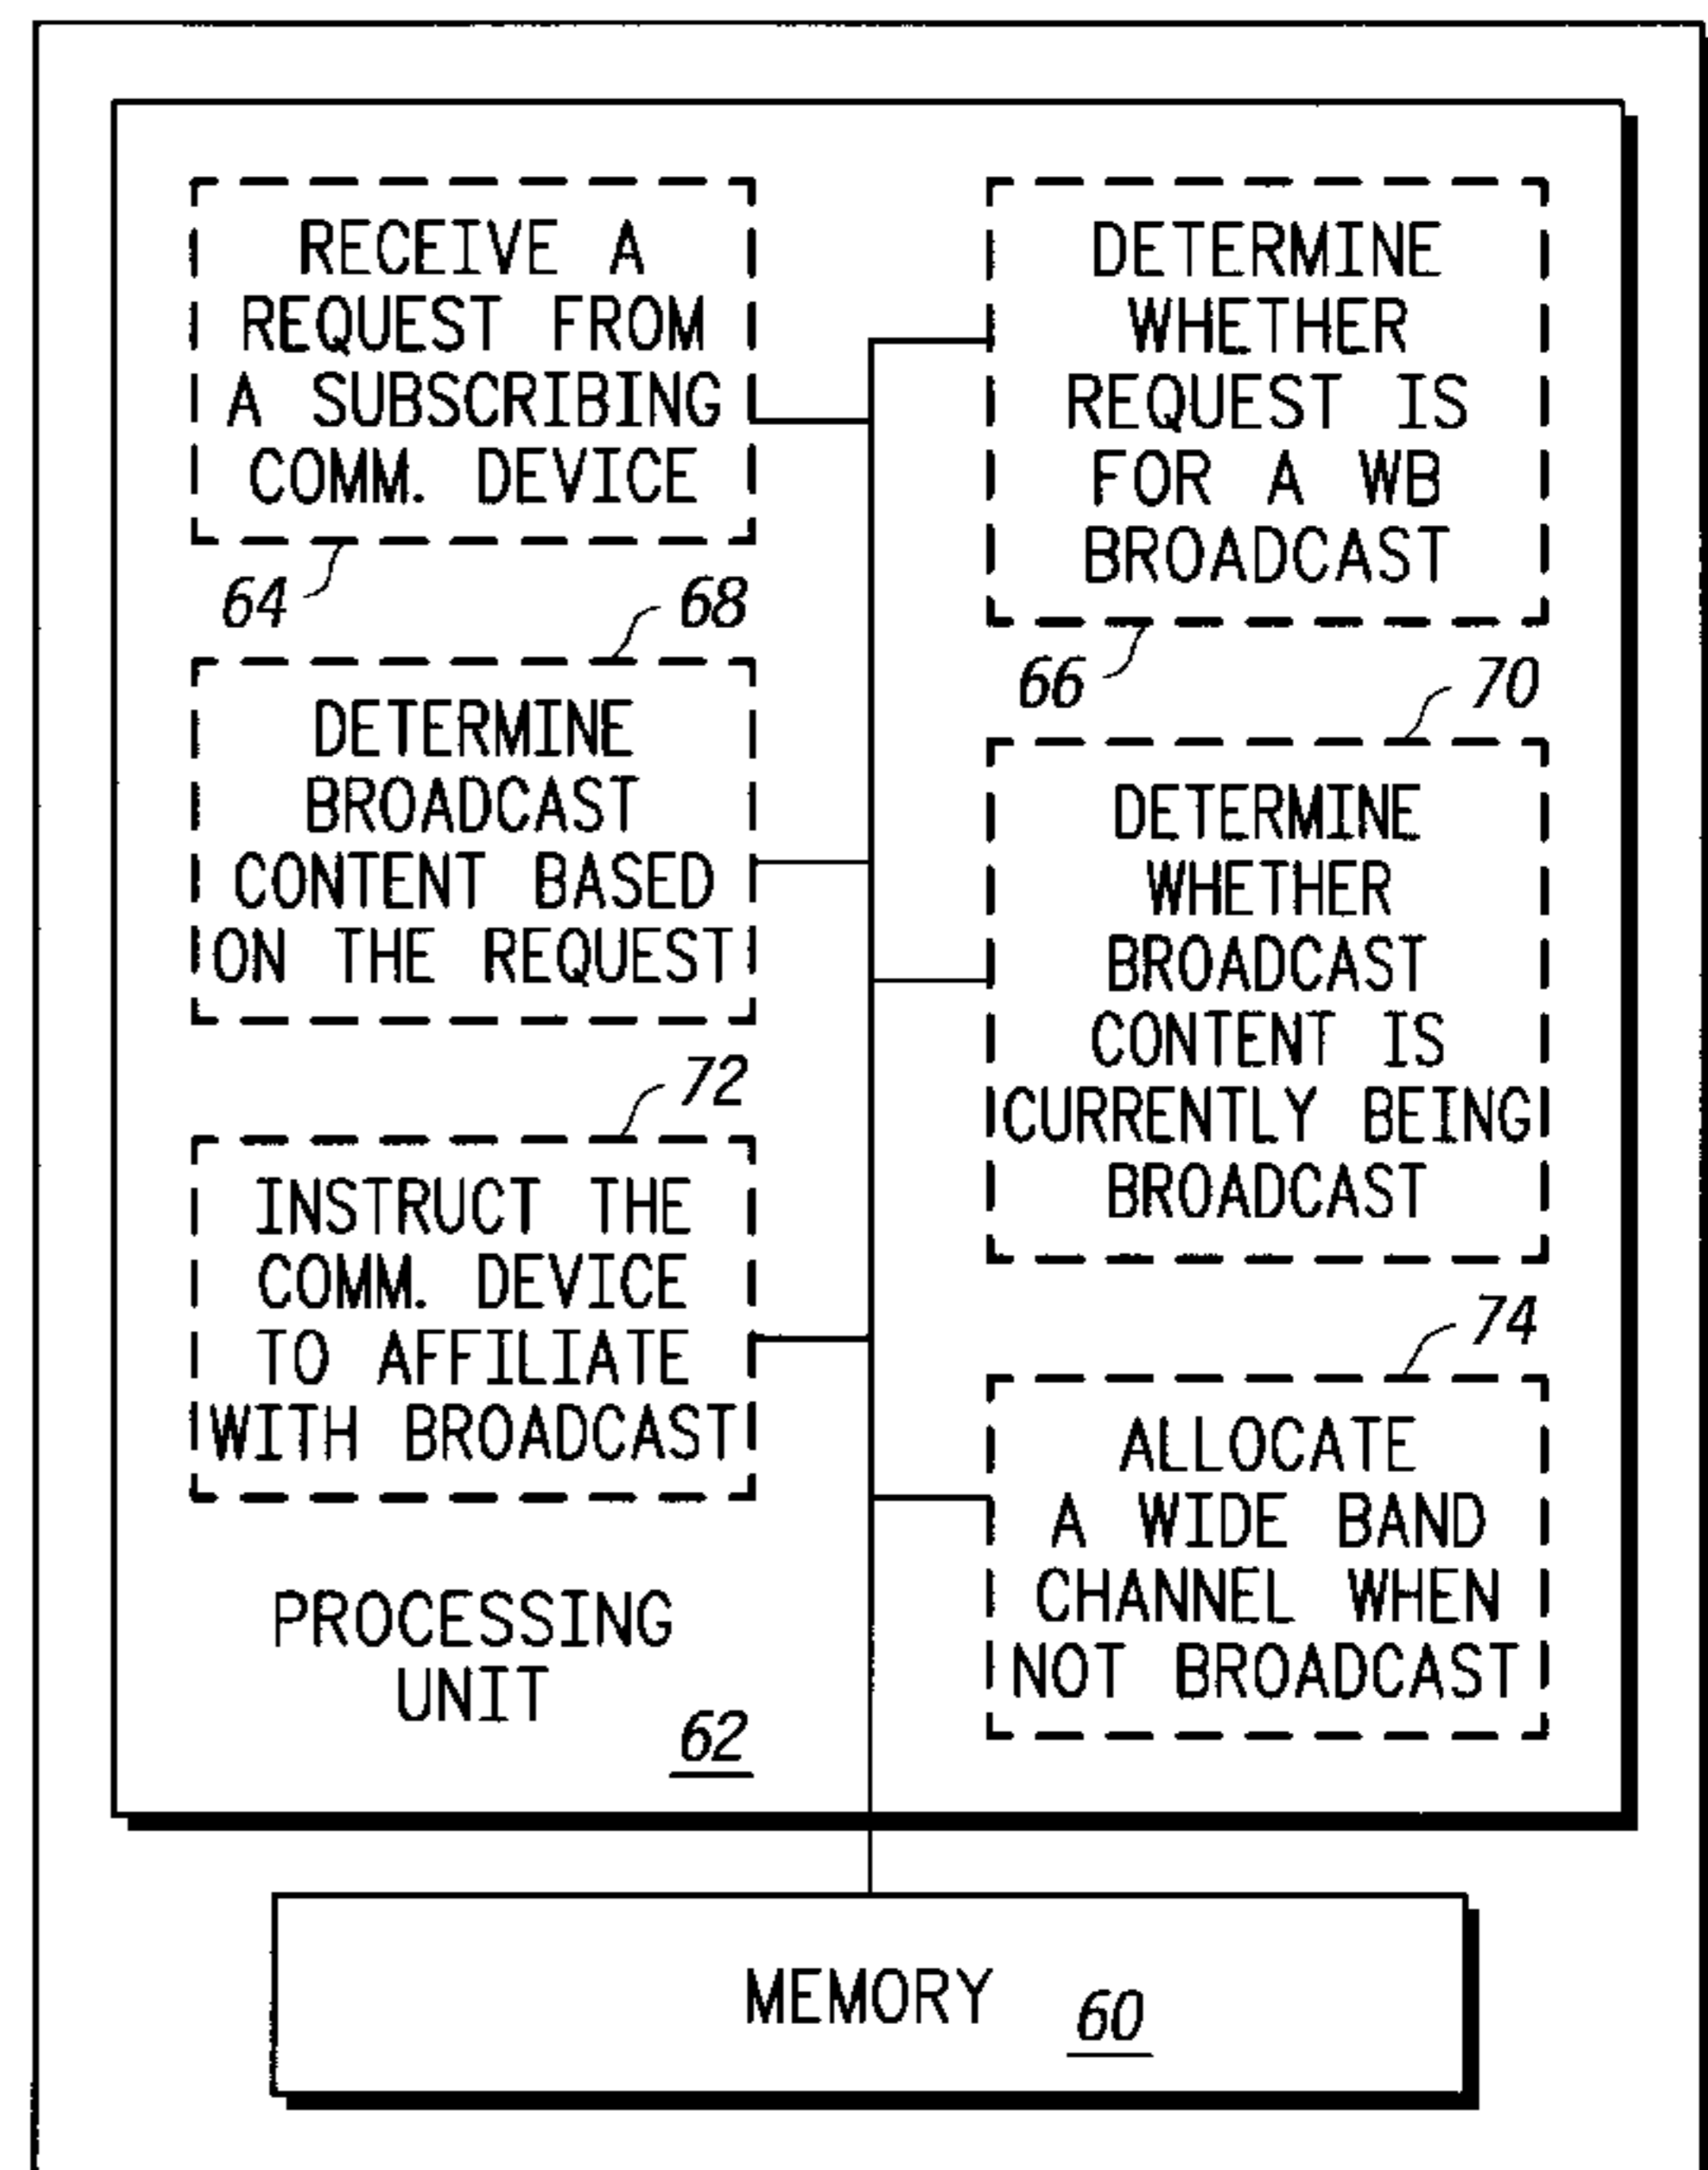 RECEIVE A
REQUEST FROM
A SUBSCRIBING
COMM. DEVICE
64
DETERMINE
WHETHER
REQUEST IS
FOR A WB
BROADCAST
66
68
DETERMINE
BROADCAST
CONTENT BASED
ON THE REQUEST
70
DETERMINE
WHETHER
BROADCAST
CONTENT IS
CURRENTLY BEING
BROADCAST
72
INSTRUCT THE
COMM. DEVICE
TO AFFILIATE
WITH BROADCAST
74
ALLOCATE
A WIDE BAND
CHANNEL WHEN
NOT BROADCAST
PROCESSING
UNIT
62
MEMORY 60